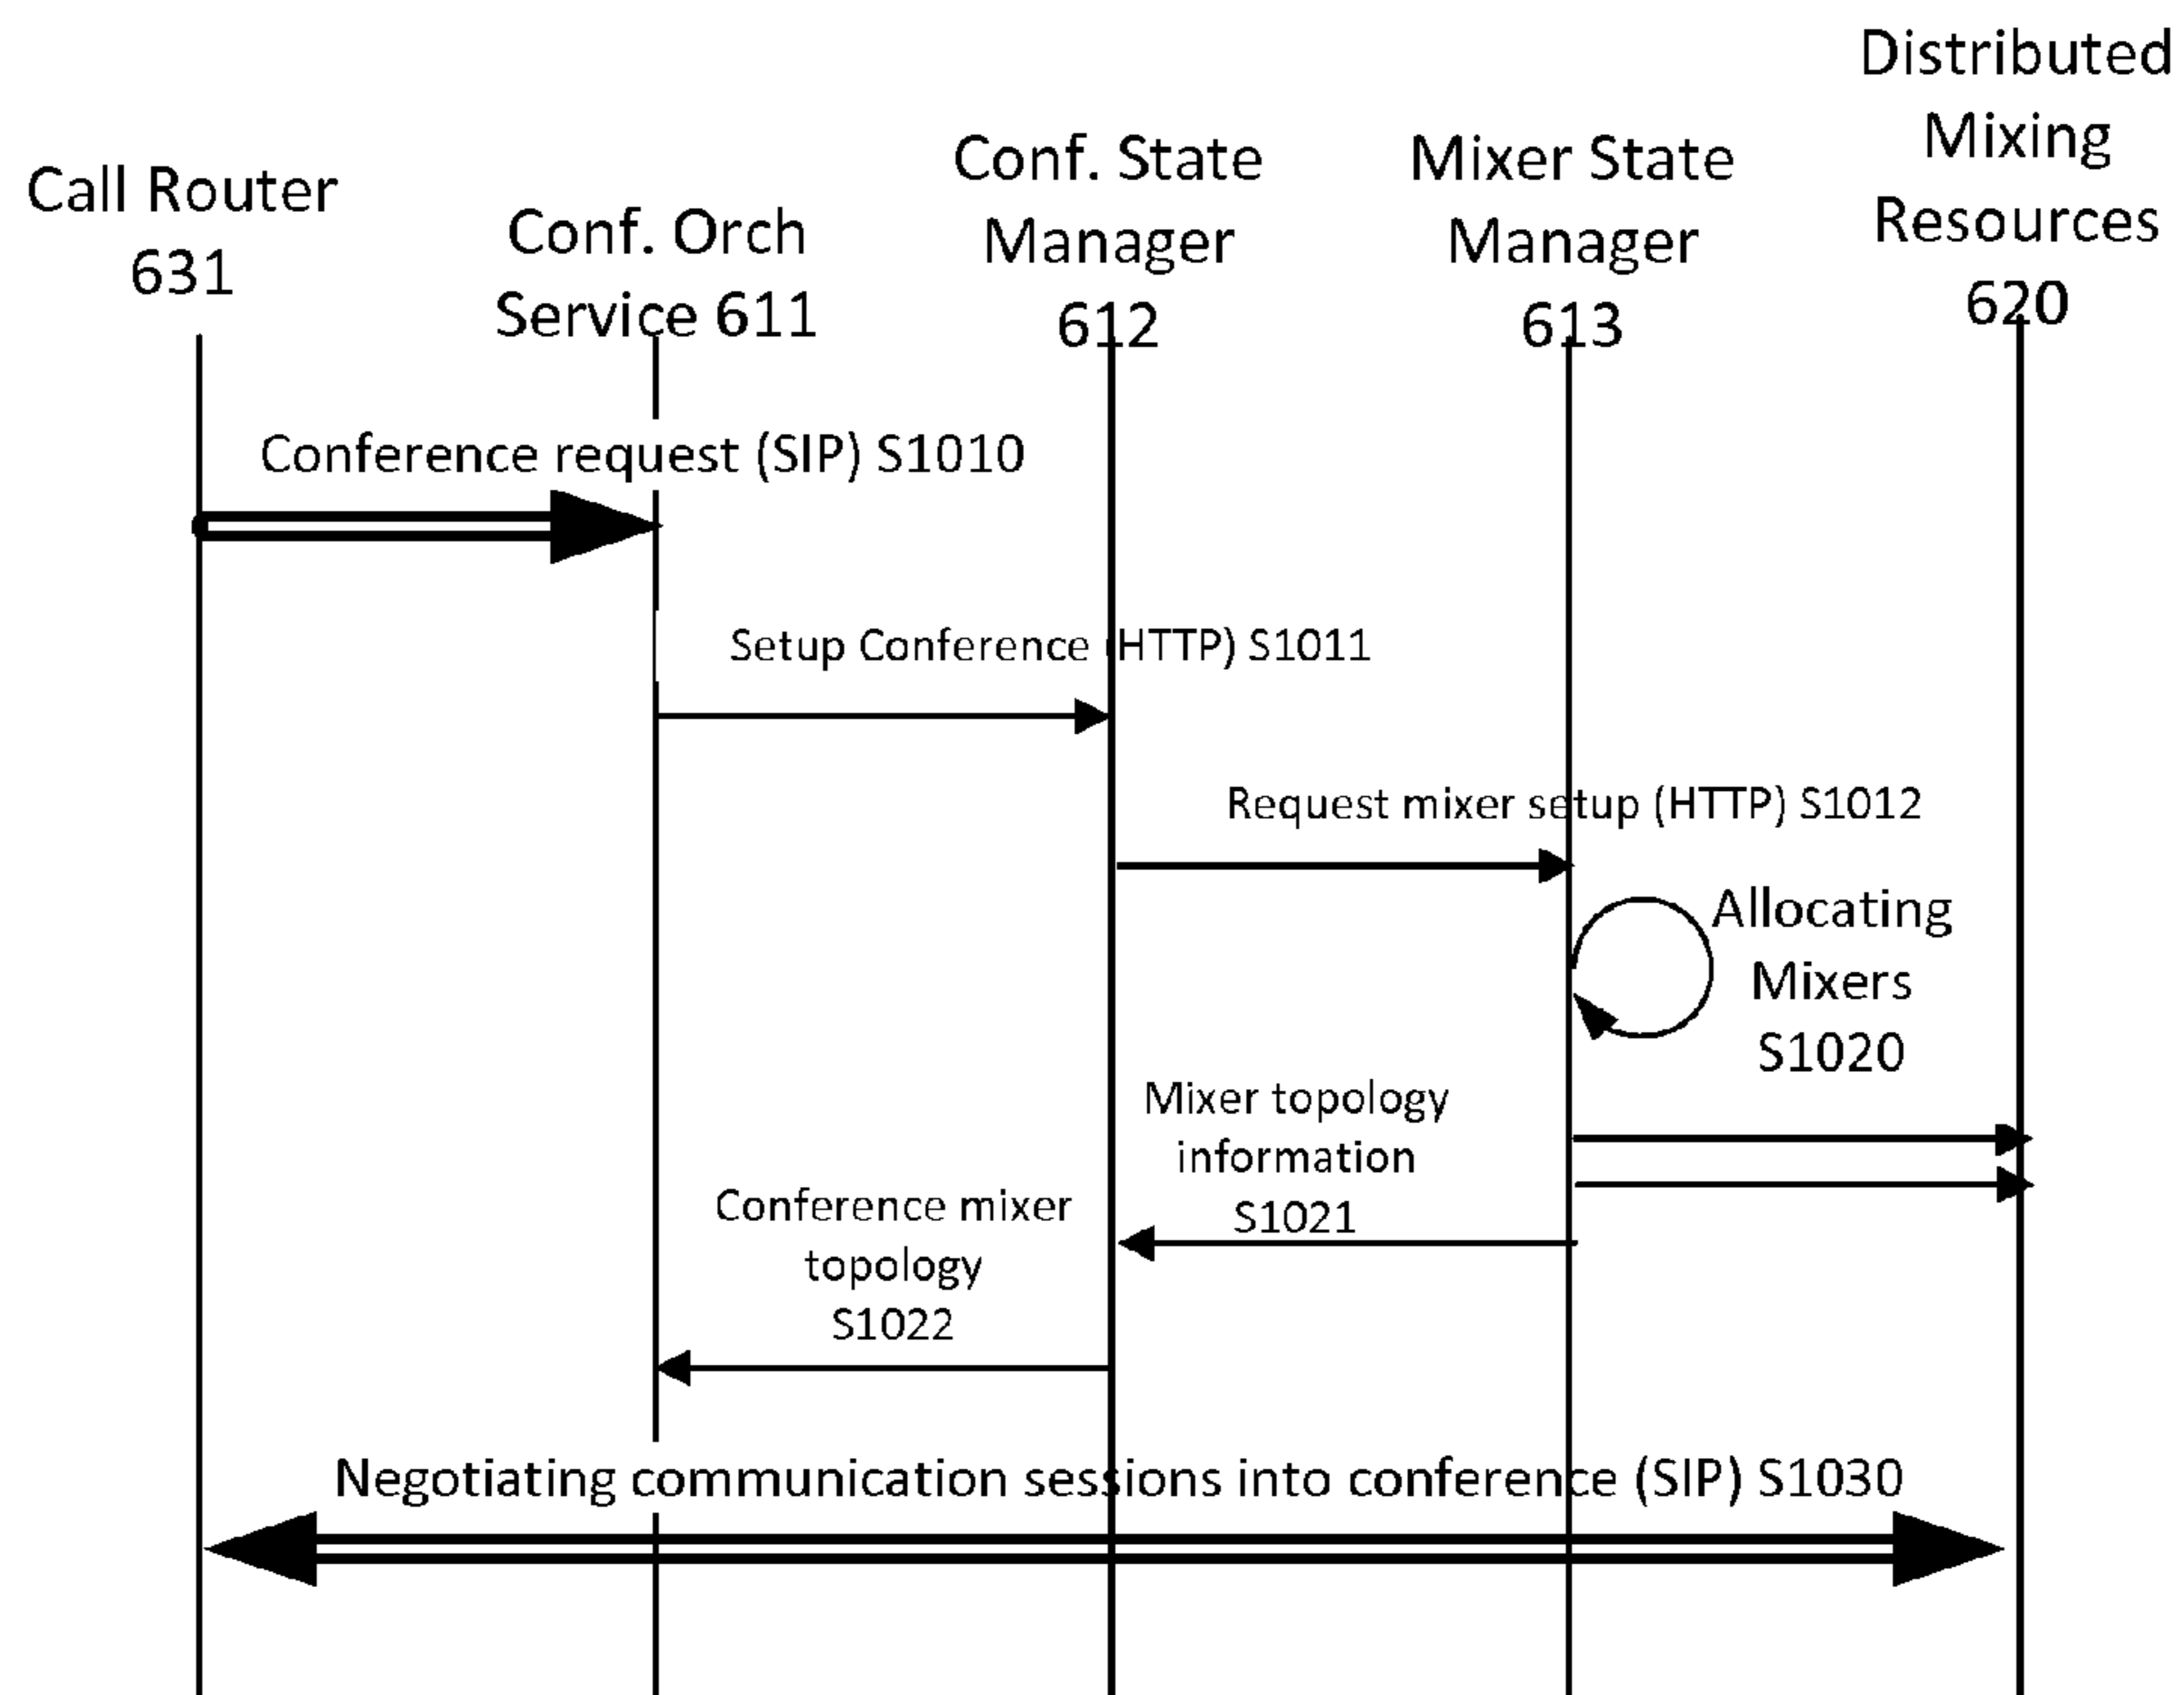 Call Router
631
Conf. Orch
Service 611
Conf. State
Manager
612
Mixer State
Manager
613
Distributed
Mixing
Resources
620
Conference request (SIP) S1010
Setup Conference (HTTP) S1011
Request mixer setup (HTTP) S1012
Allocating
Mixers
S1020
Mixer topology
information
S1021
Conference mixer
topology
S1022
Negotiating communication sessions into conference (SIP) S1030